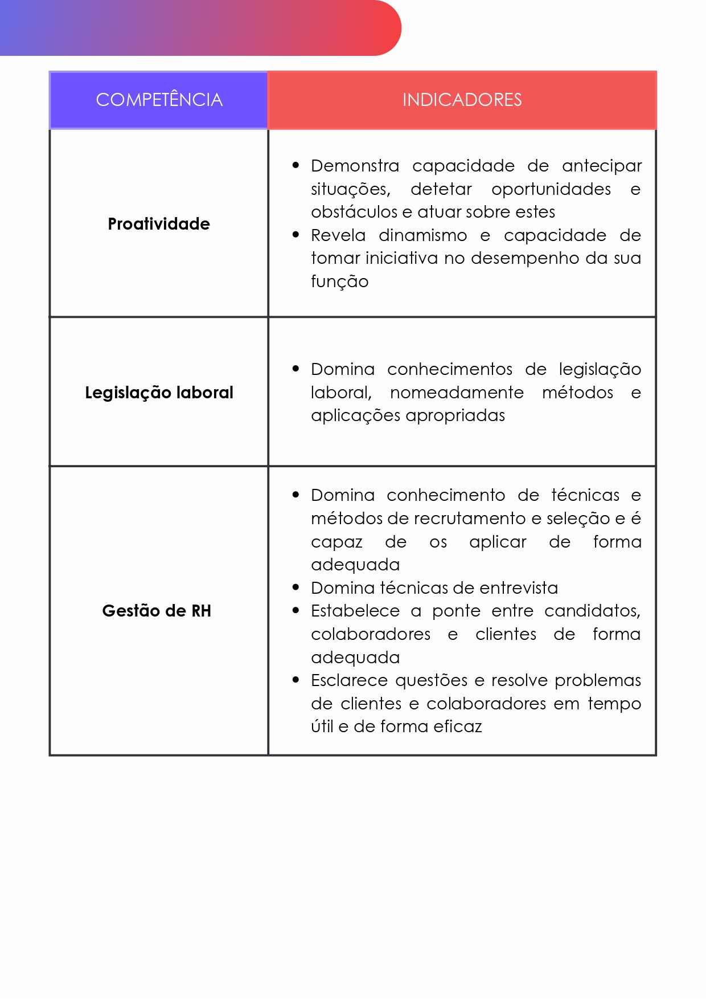 COMPETÊNCIA
INDICADORES
Proatividade
• Demonstra capacidade de antecipar
situações, detetar oportunidades e
obstáculos e atuar sobre estes
• Revela dinamismo e capacidade de
tomar iniciativa no desempenho da sua
função
Legislação laboral
• Domina conhecimentos de legislação
laboral, nomeadamente métodos e
aplicações apropriadas
Gestão de RH
• Domina conhecimento de técnicas e
métodos de recrutamento e seleção e é
capaz de os aplicar de forma
adequada
• Domina técnicas de entrevista
• Estabelece a ponte entre candidatos,
colaboradores e clientes de forma
adequada
• Esclarece questões e resolve problemas
de clientes e colaboradores em tempo
útil e de forma eficaz